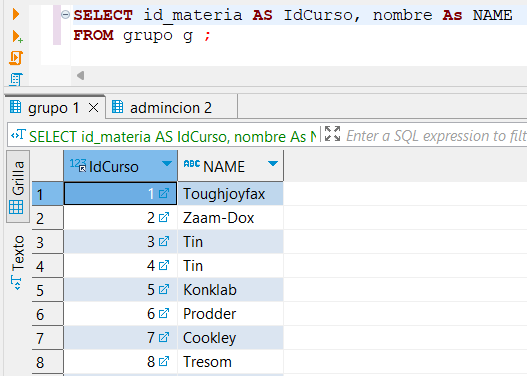 SELECT id_materia AS IdCurso, nombre As NAME
FROM grupo g ;
grupo 1
admincion 2
SELECT id_materia AS IdCurso, nombre As N
Enter a SQL expression to filt
Grilla
Texto
123 IdCurso
ABC NAME
1 1 Toughjoyfax
2 2 Zaam-Dox
3 3 Tin
4 4 Tin
5 5 Konklab
6 6 Prodder
7 7 Cookley
8 8 Tresom